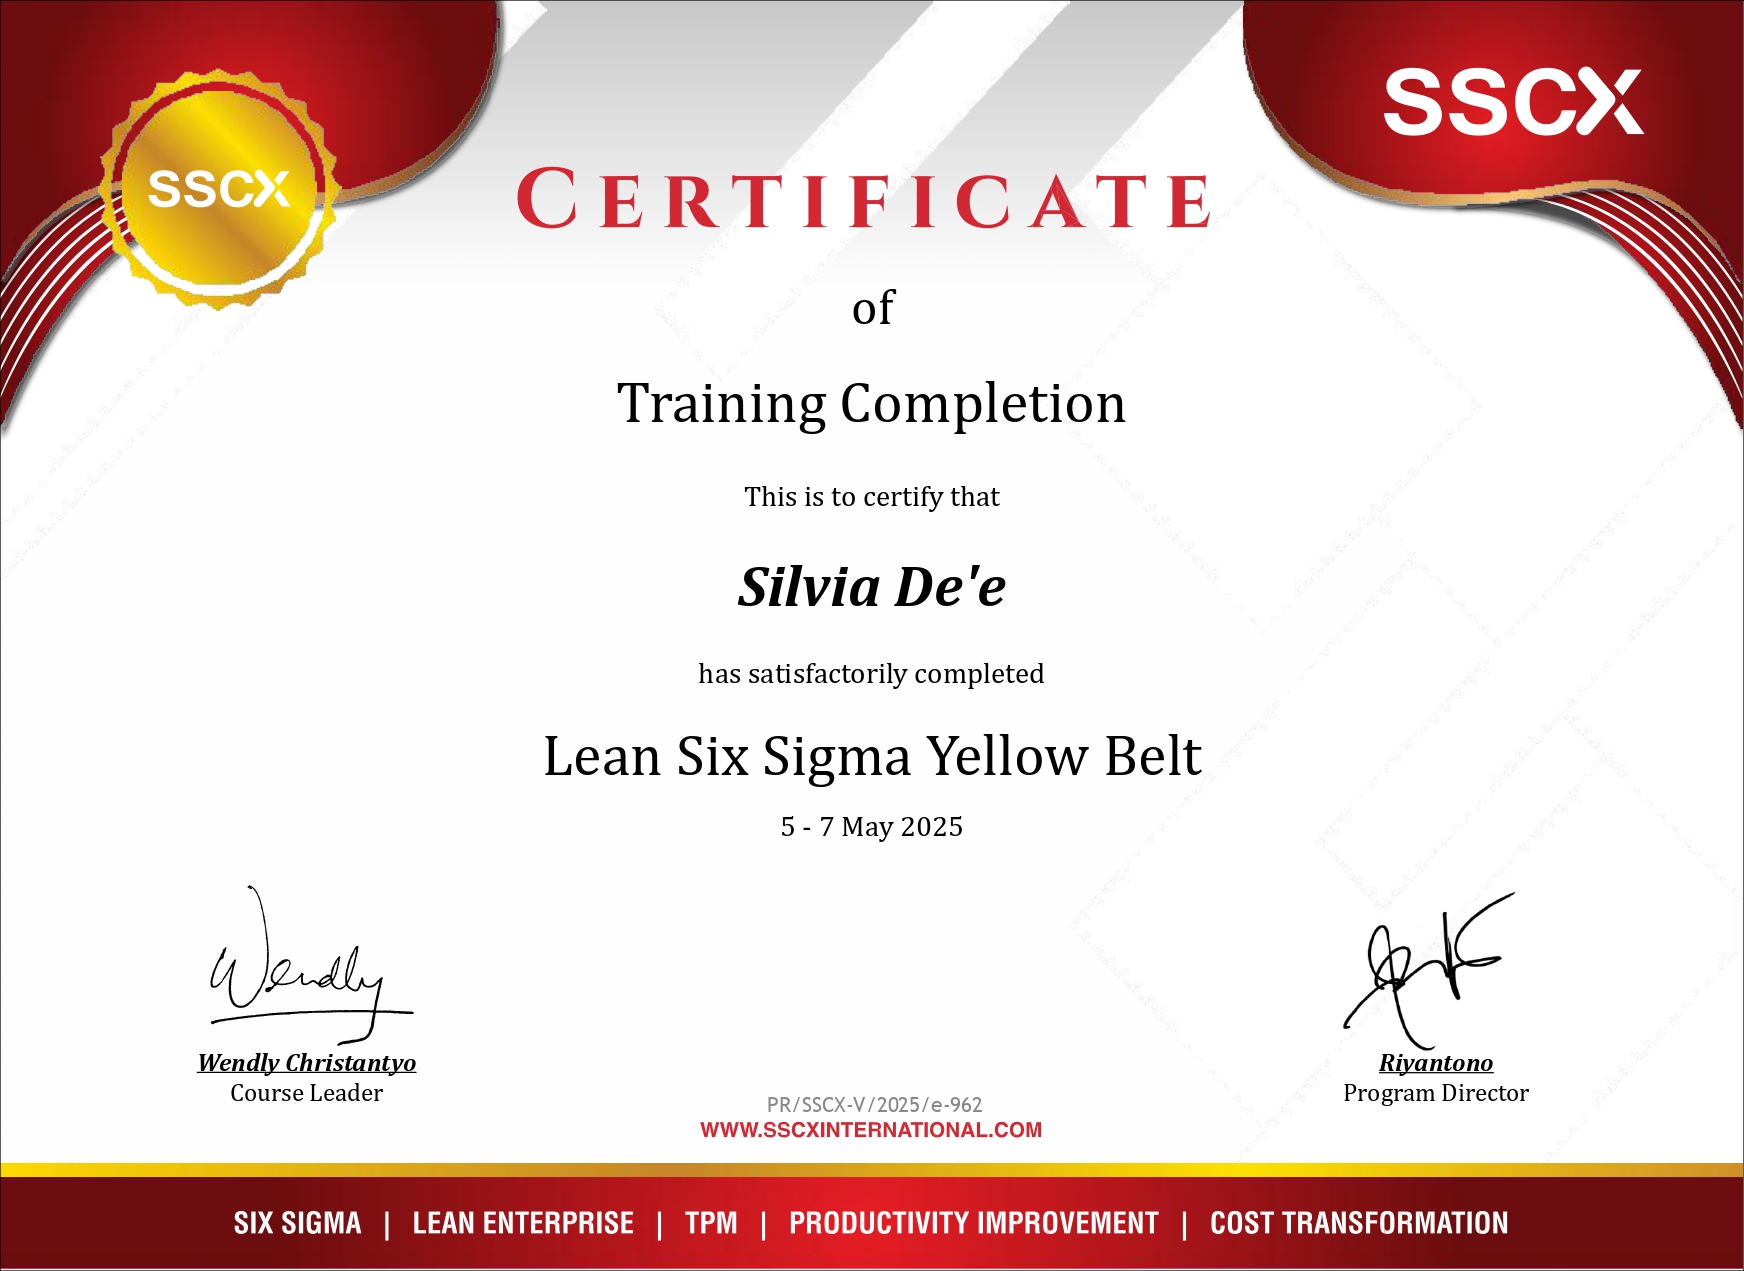 SSCX
SSCX
CERTIFICATE
of
Training Completion
This is to certify that
Silvia De'e
has satisfactorily completed
Lean Six Sigma Yellow Belt
5 - 7 May 2025
Wendly
Wendly Christantyo
Course Leader
Riyantono
Program Director
PR/SSCX-V/2025/e-962
WWW.SSCXINTERNATIONAL.COM
SIX SIGMA | LEAN ENTERPRISE | TPM | PRODUCTIVITY IMPROVEMENT | COST TRANSFORMATION